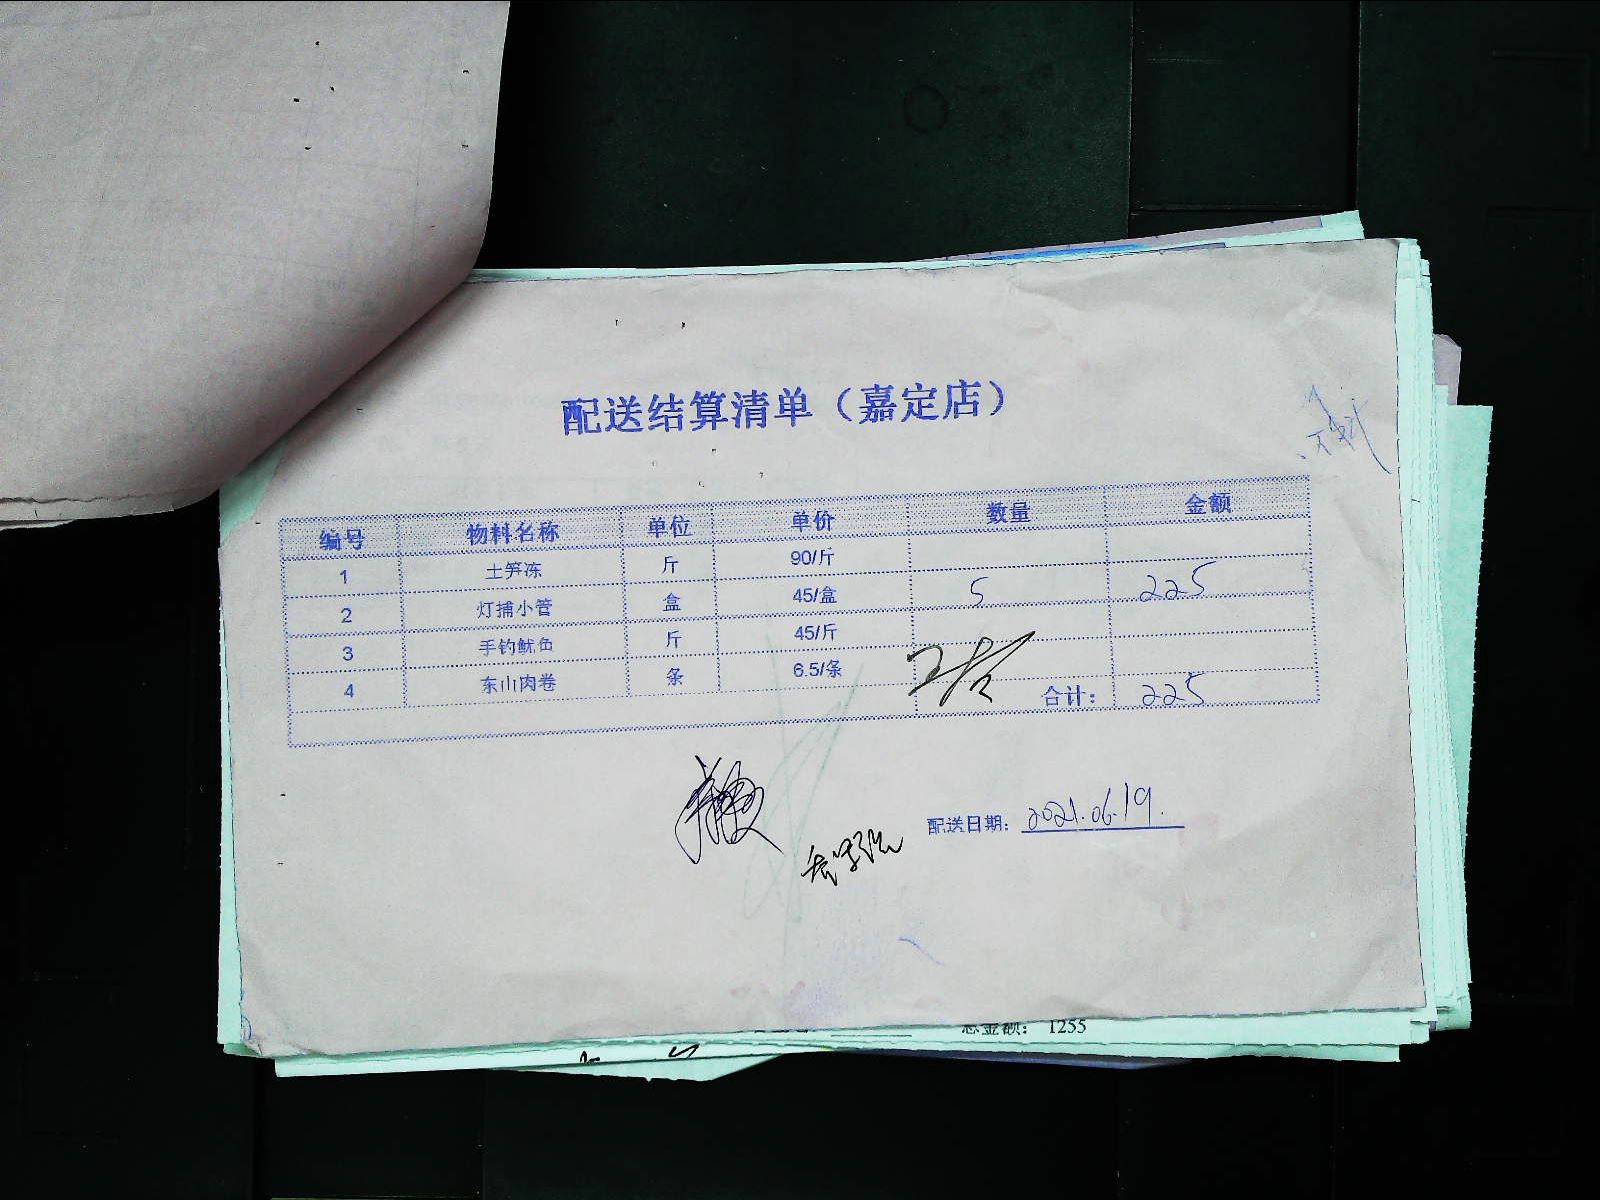 配送结算清单（嘉定店）
编号 物料名称 单位 单价 数量 金额
1 土笋冻 斤 90/斤
2 灯捕小管 盒 45/盒 5 225
3 手钓鱿鱼 斤 45/斤
4 东山肉卷 条 6.5/条
合计： 225
配送日期： 2021.06.19.
总金额： 1255